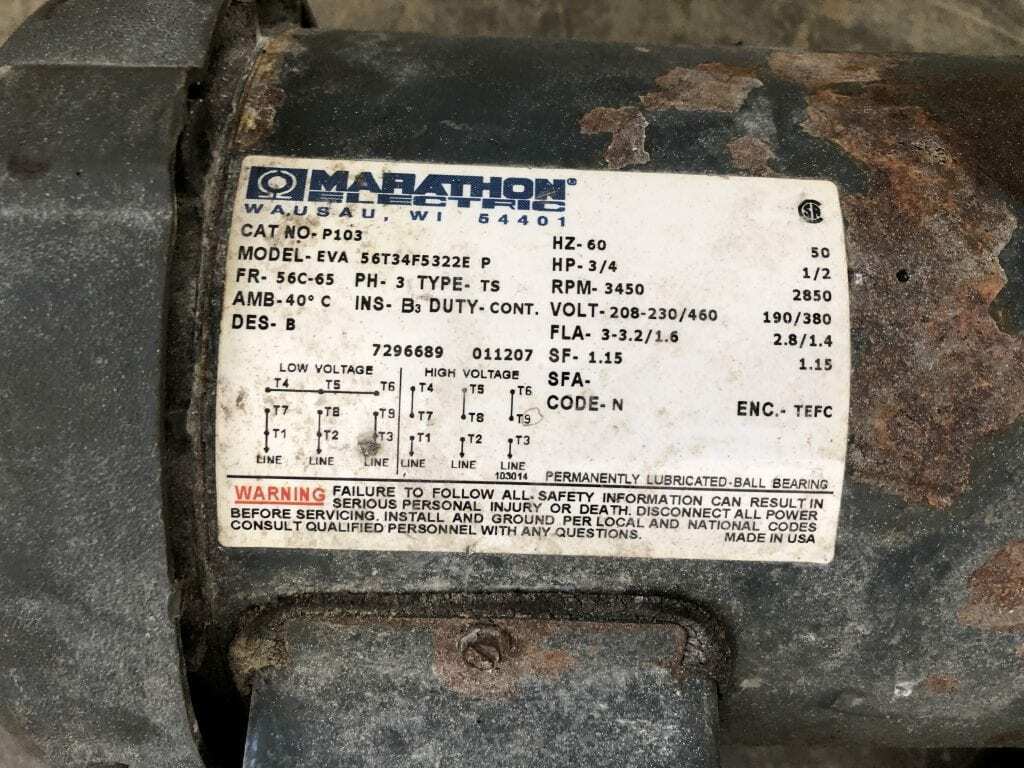 MARATHON®
ELECTRIC
WAUSAU, WI 54401
CAT NO- P103
MODEL- EVA 56T34F5322E P
FR- 56C-65 PH- 3 TYPE- TS
AMB-40° C INS- B3 DUTY- CONT.
DES- B
7296689 011207
HZ- 60 50
HP- 3/4 1/2
RPM- 3450 2850
VOLT- 208-230/460 190/380
FLA- 3-3.2/1.6 2.8/1.4
SF- 1.15 1.15
SFA-
CODE- N ENC.- TEFC
LOW VOLTAGE
T4 T5 T6
T7 T8 T9
T1 T2 T3
LINE LINE LINE
HIGH VOLTAGE
T4 T5 T6
T7 T8 T9
T1 T2 T3
LINE LINE LINE
103014
PERMANENTLY LUBRICATED-BALL BEARING
WARNING FAILURE TO FOLLOW ALL SAFETY INFORMATION CAN RESULT IN
SERIOUS PERSONAL INJURY OR DEATH. DISCONNECT ALL POWER
BEFORE SERVICING. INSTALL AND GROUND PER LOCAL AND NATIONAL CODES
CONSULT QUALIFIED PERSONNEL WITH ANY QUESTIONS. MADE IN USA